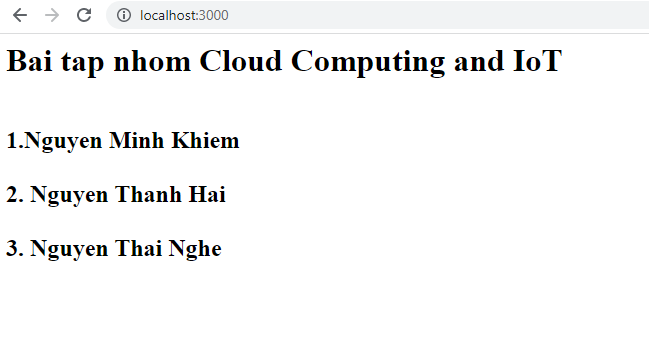 localhost:3000
Bai tap nhom Cloud Computing and IoT
1.Nguyen Minh Khiem
2. Nguyen Thanh Hai
3. Nguyen Thai Nghe